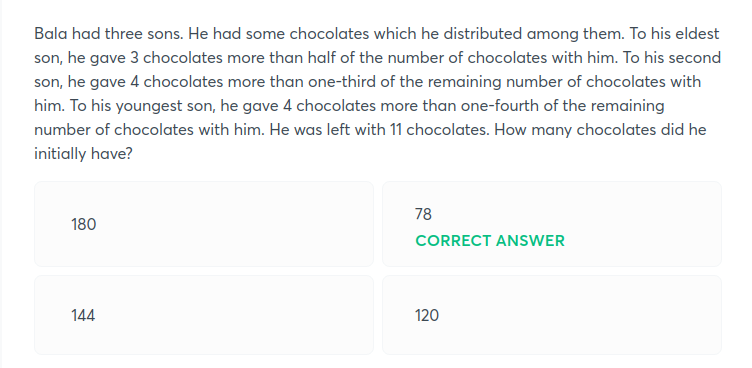 Bala had three sons. He had some chocolates which he distributed among them. To his eldest
son, he gave 3 chocolates more than half of the number of chocolates with him. To his second
son, he gave 4 chocolates more than one-third of the remaining number of chocolates with
him. To his youngest son, he gave 4 chocolates more than one-fourth of the remaining
number of chocolates with him. He was left with 11 chocolates. How many chocolates did he
initially have?
180
78
CORRECT ANSWER
144
120